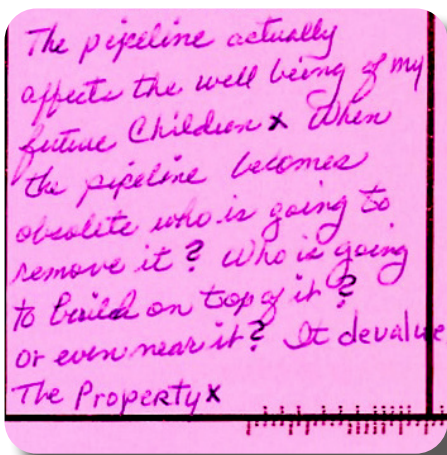 The pipeline actually
affects the well being of my
future Children x When
the pipeline becomes
obsolete who is going to
remove it? Who is going
to build on top of it?
or even near it? It devalue
The Property x